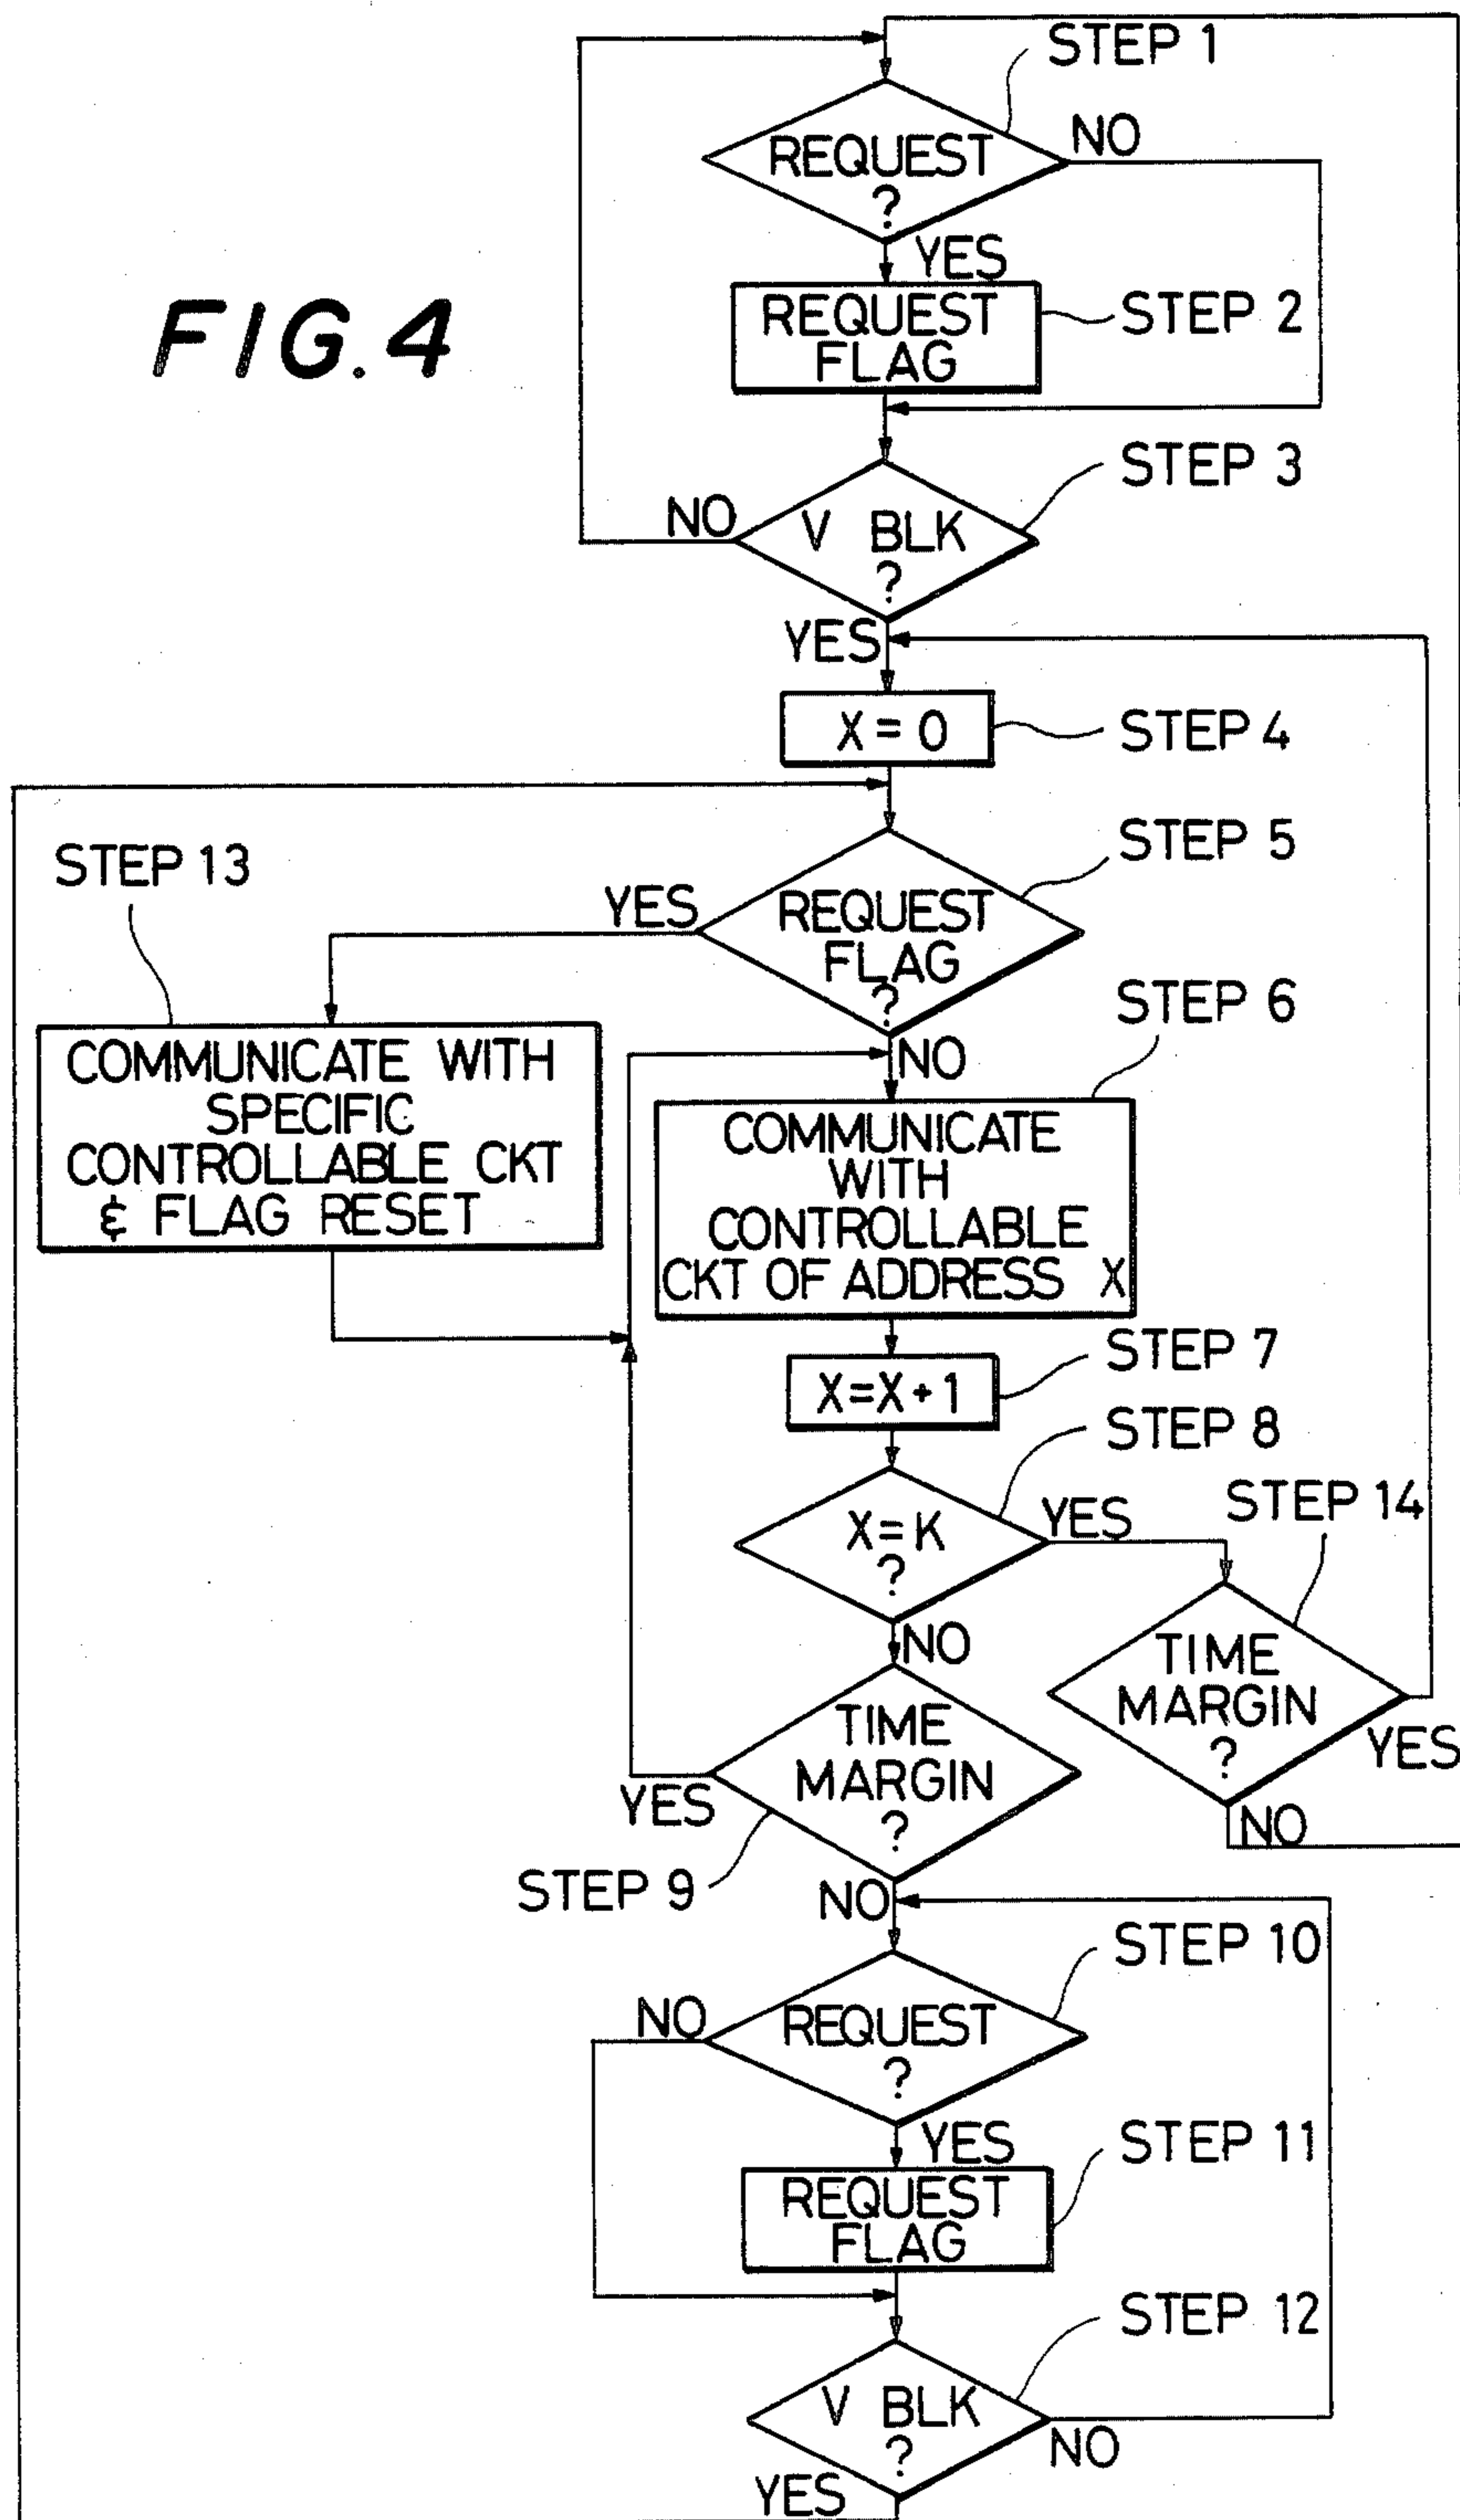 FIG. 4
STEP 1
REQUEST
?
NO
YES
REQUEST
FLAG
STEP 2
STEP 3
NO
V BLK
?
YES
X = 0
STEP 4
STEP 13
STEP 5
YES
REQUEST
FLAG
?
STEP 6
NO
COMMUNICATE WITH
SPECIFIC
CONTROLLABLE CKT
& FLAG RESET
COMMUNICATE
WITH
CONTROLLABLE
CKT OF ADDRESS X
STEP 7
X=X+1
STEP 8
X=K
?
YES
STEP 14
NO
TIME
MARGIN
?
YES
NO
TIME
MARGIN
?
YES
STEP 9
NO
STEP 10
NO
REQUEST
?
YES
STEP 11
REQUEST
FLAG
STEP 12
V BLK
?
NO
YES